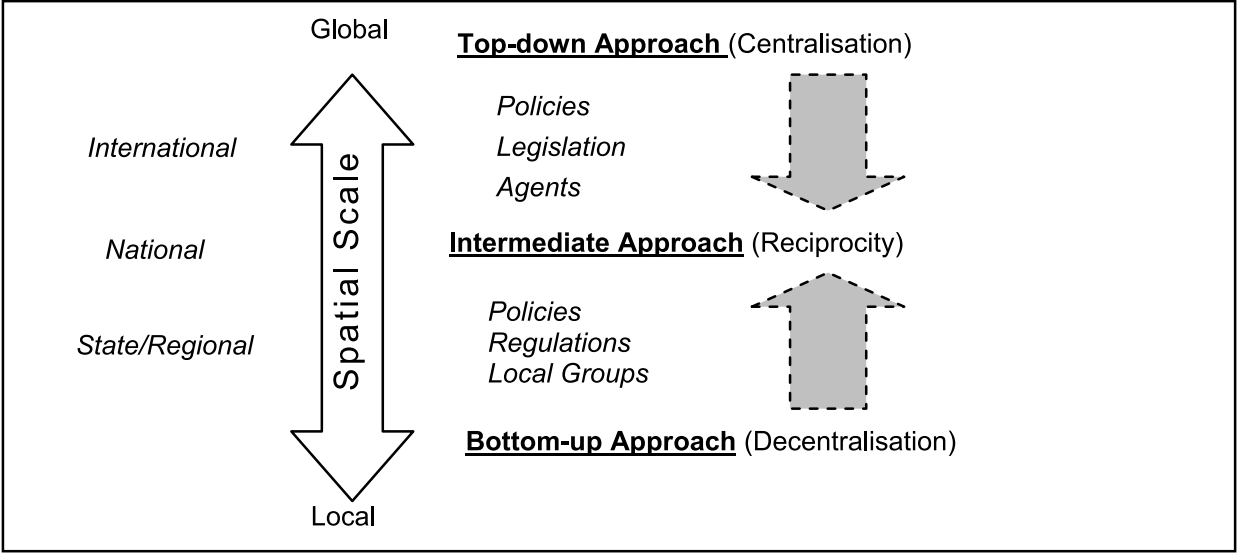 Global
Top-down Approach (Centralisation)
Policies
International
Legislation
Agents
Spatial Scale
National
Intermediate Approach (Reciprocity)
Policies
State/Regional
Regulations
Local Groups
Bottom-up Approach (Decentralisation)
Local